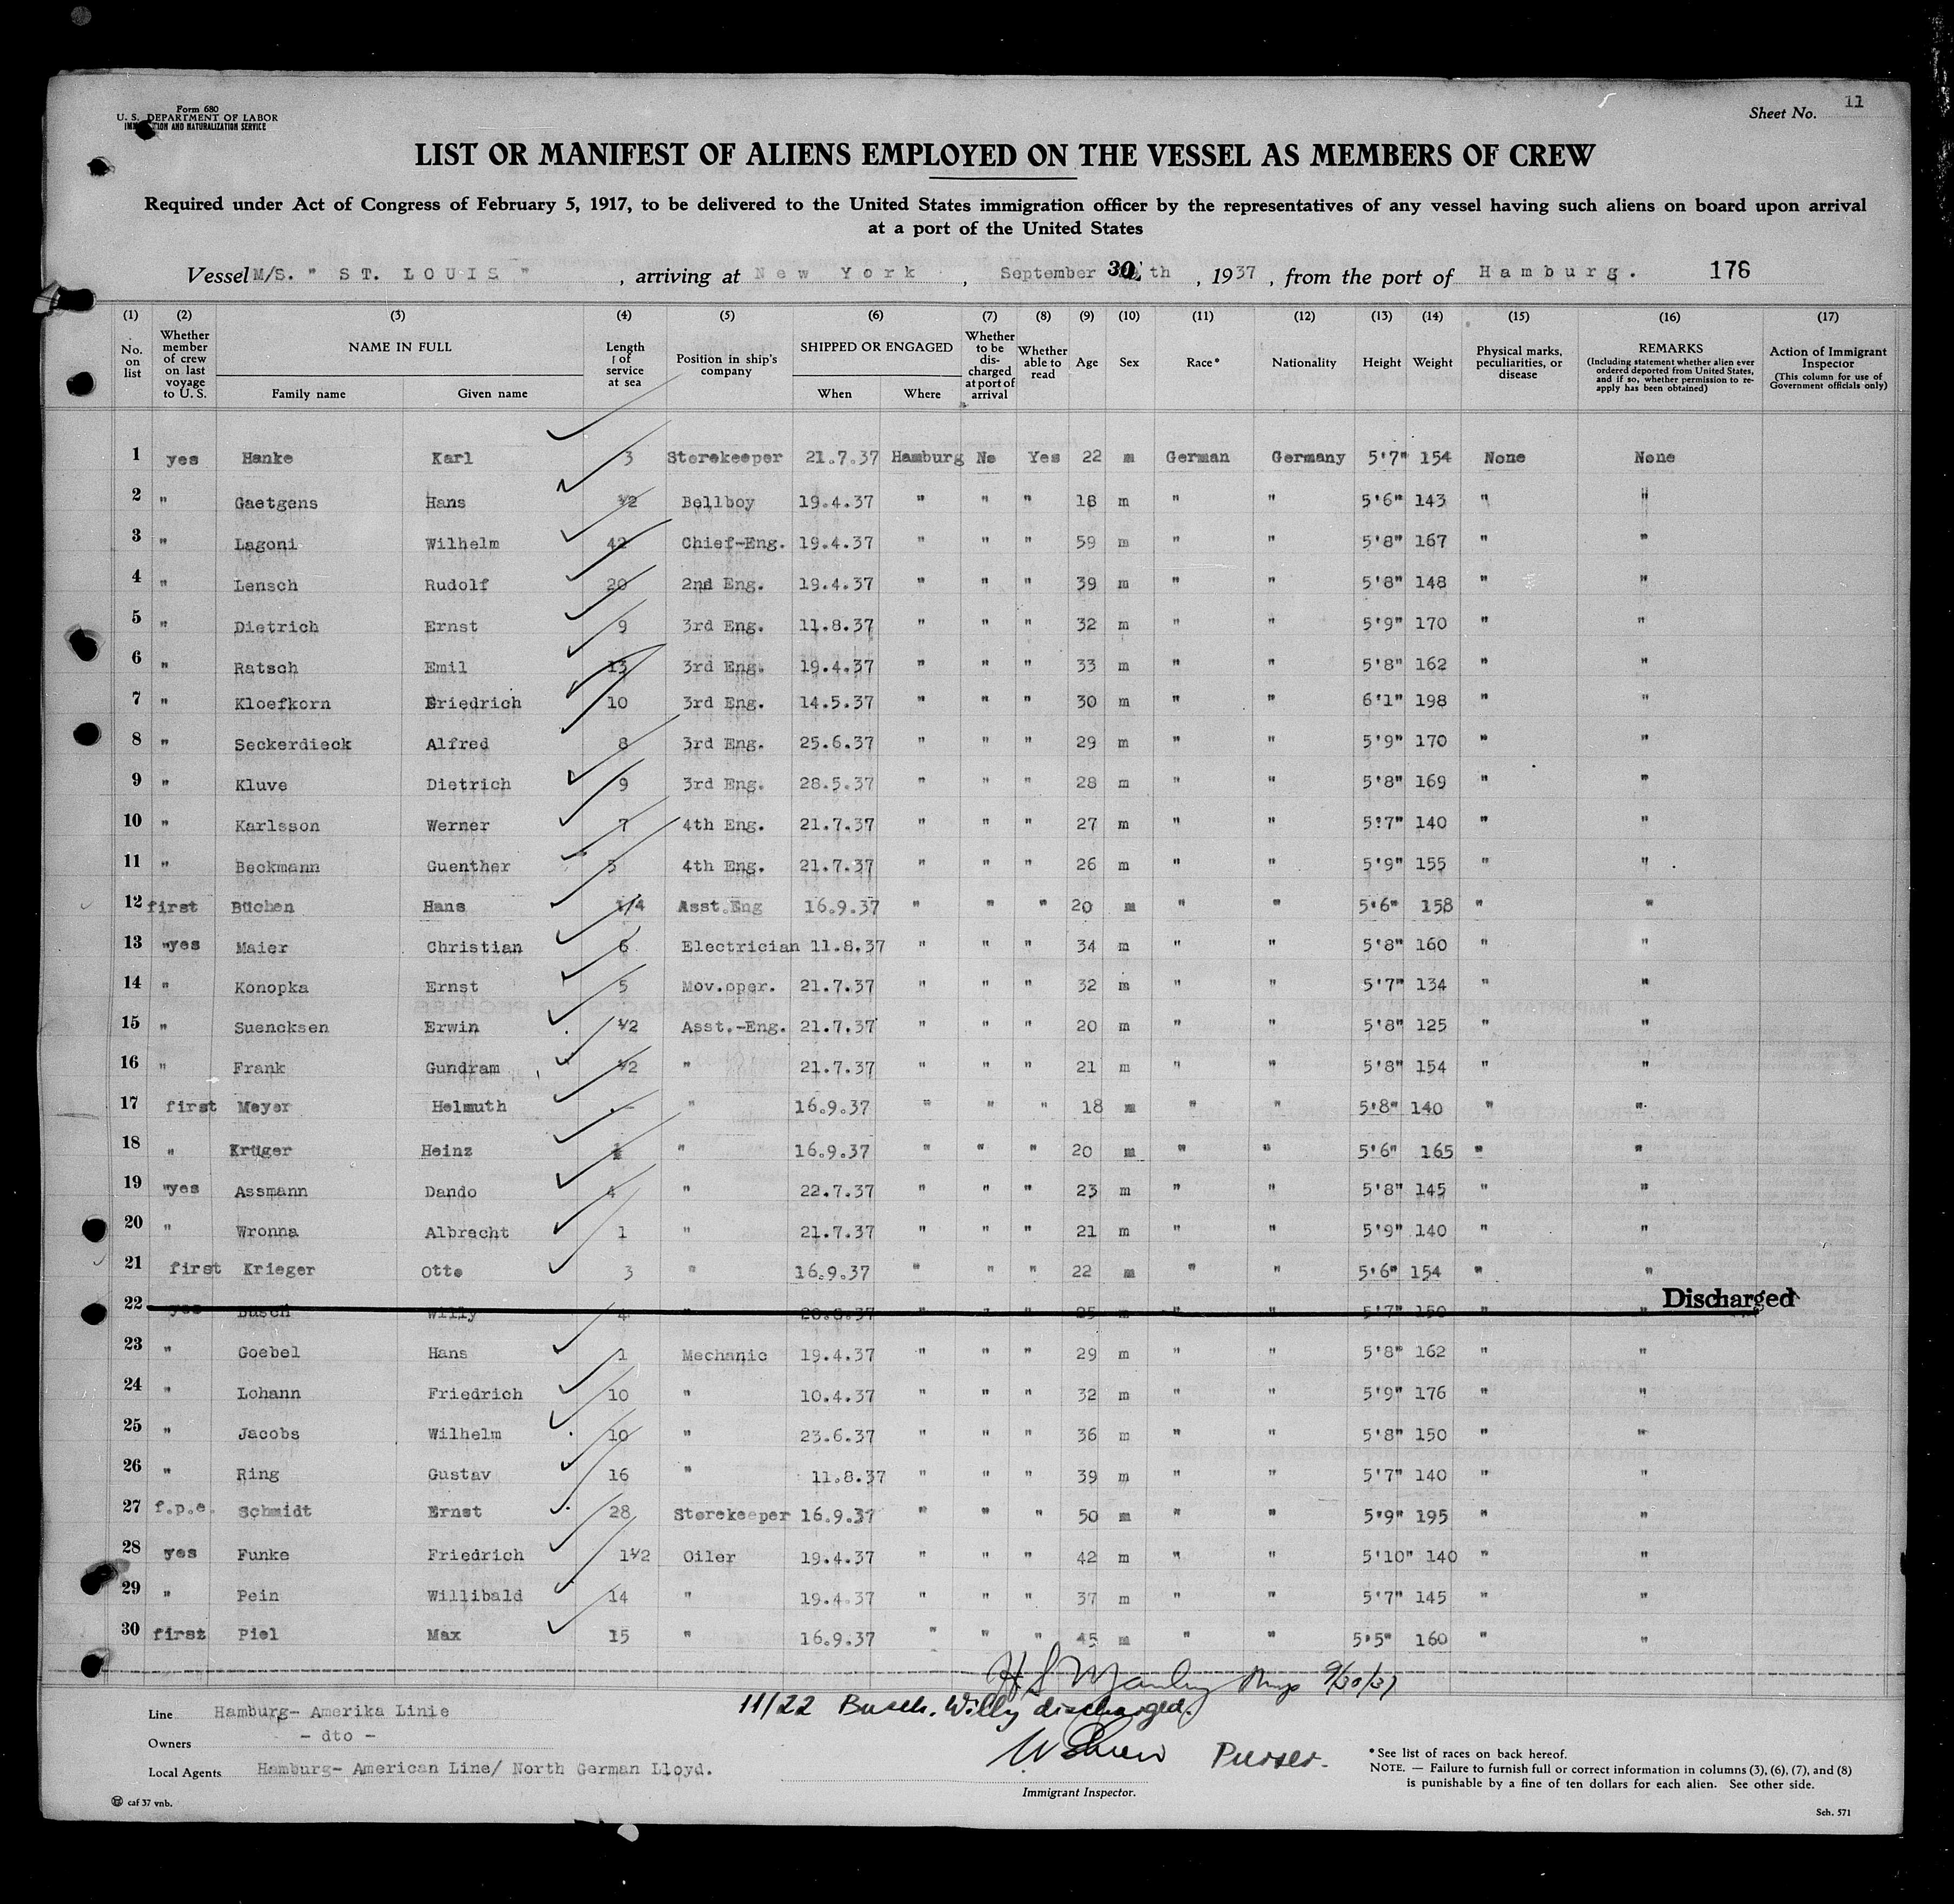 Form 680
U. S. DEPARTMENT OF LABOR
IMMIGRATION AND NATURALIZATION SERVICE
Sheet No. 11
LIST OR MANIFEST OF ALIENS EMPLOYED ON THE VESSEL AS MEMBERS OF CREW
Required under Act of Congress of February 5, 1917, to be delivered to the United States immigration officer by the representatives of any vessel having such aliens on board upon arrival
at a port of the United States
Vessel M/S. " ST. LOUIS " , arriving at New York , September 30 th , 1937 , from the port of Hamburg. 176
(1) (2) (3) (4) (5) (6) (7) (8) (9) (10) (11) (12) (13) (14) (15) (16) (17)
No. on list
Whether member of crew on last voyage to U. S.
NAME IN FULL
Family name Given name
Length of service at sea
Position in ship's company
SHIPPED OR ENGAGED
When Where
Whether to be discharged at port of arrival
Whether able to read
Age Sex Race* Nationality Height Weight
Physical marks, peculiarities, or disease
REMARKS
(Including statement whether alien ever ordered deported from United States, and if so, whether permission to reapply has been obtained)
Action of Immigrant Inspector
(This column for use of Government officials only)
1 yes Hanke Karl 3 Storekeeper 21.7.37 Hamburg No Yes 22 m German Germany 5'7" 154 None None
2 " Gaetgens Hans 1/2 Bellboy 19.4.37 " " " 18 m " " 5'6" 143 " "
3 " Lagoni Wilhelm 42 Chief-Eng. 19.4.37 " " " 59 m " " 5'8" 167 " "
4 " Lensch Rudolf 20 2nd Eng. 19.4.37 " " " 39 m " " 5'8" 148 " "
5 " Dietrich Ernst 9 3rd Eng. 11.8.37 " " " 32 m " " 5'9" 170 " "
6 " Ratsch Emil 13 3rd Eng. 19.4.37 " " " 33 m " " 5'8" 162 " "
7 " Kloefkorn Friedrich 10 3rd Eng. 14.5.37 " " " 30 m " " 6'1" 198 " "
8 " Seckerdieck Alfred 8 3rd Eng. 25.6.37 " " " 29 m " " 5'9" 170 " "
9 " Kluve Dietrich 9 3rd Eng. 28.5.37 " " " 28 m " " 5'8" 169 " "
10 " Karlsson Werner 7 4th Eng. 21.7.37 " " " 27 m " " 5!7" 140 " "
11 " Beckmann Guenther 5 4th Eng. 21.7.37 " " " 26 m " " 5'9" 155 " "
12 first Büchen Hans 1/4 Asst.Eng 16.9.37 " " " 20 m " " 5'6" 158 " "
13 "yes Maier Christian 6 Electrician 11.8.37 " " " 34 m " " 5'8" 160 " "
14 " Konopka Ernst 5 Mov.oper. 21.7.37 " " " 32 m " " 5'7" 134 " "
15 " Suencksen Erwin 1/2 Asst.-Eng. 21.7.37 " " " 20 m " " 5'8" 125 " "
16 " Frank Gundram 1/2 " 21.7.37 " " " 21 m " " 5'8" 154 " "
17 first Meyer Helmuth - " 16.9.37 " " " 18 m " " 5'8" 140 " "
18 " Krüger Heinz " 16.9.37 " " " 20 m " " 5'6" 165 " "
19 "yes Assmann Dando 4 " 22.7.37 " " " 23 m " " 5'8" 145 " "
20 " Wronna Albrecht 1 " 21.7.37 " " " 21 m " " 5'9" 140 " "
21 first Krieger Otto 3 " 16.9.37 " " " 22 m " " 5'6" 154 " "
22 yes Busch Willy 4 " " " " 25 m " " 5'7" 150 " " Discharged
23 " Goebel Hans 1 Mechanic 19.4.37 " " " 29 m " " 5'8" 162 " "
24 " Lohann Friedrich 10 " 10.4.37 " " " 32 m " " 5'9" 176 " "
25 " Jacobs Wilhelm 10 " 23.6.37 " " " 36 m " " 5'8" 150 " "
26 " Ring Gustav 16 " 11.8.37 " " " 39 m " " 5'7" 140 " "
27 f.p.e. Schmidt Ernst 28 Storekeeper 16.9.37 " " " 50 m " " 5'9" 195 " "
28 yes Funke Friedrich 1 1/2 Oiler 19.4.37 " " " 42 m " " 5'10" 140 " "
29 " Pein Willibald 14 " 19.4.37 " " " 37 m " " 5'7" 145 " "
30 first Piel Max 15 " 16.9.37 " " " 45 m " " 5'5" 160 " "
9/30/37
11/22 Busch, Willy discharged.
Purser.
Line Hamburg- Amerika Linie
Owners - dto -
Local Agents Hamburg- American Line/ North German Lloyd.
Immigrant Inspector.
* See list of races on back hereof.
NOTE. — Failure to furnish full or correct information in columns (3), (6), (7), and (8)
is punishable by a fine of ten dollars for each alien. See other side.
caf 37 vnb.
Sch. 571